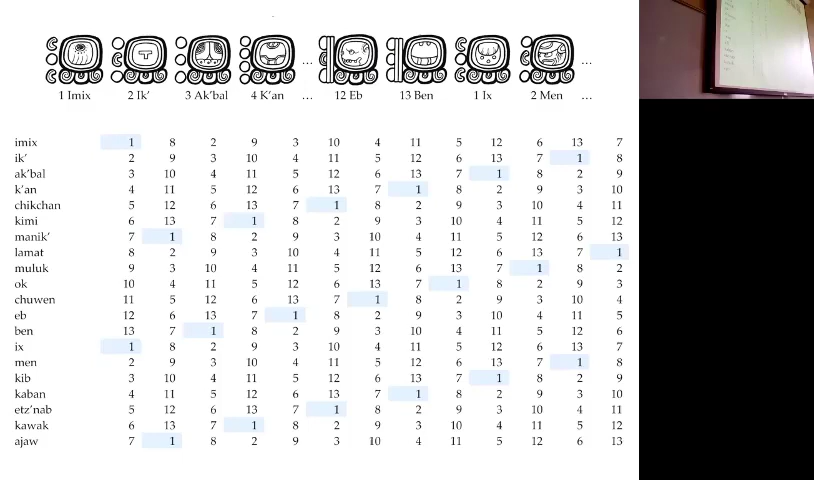 1 Imix 2 Ik’ 3 Ak’bal 4 K’an ... 12 Eb 13 Ben 1 Ix 2 Men ...
imix 1 8 2 9 3 10 4 11 5 12 6 13 7
ik’ 2 9 3 10 4 11 5 12 6 13 7 1 8
ak’bal 3 10 4 11 5 12 6 13 7 1 8 2 9
k’an 4 11 5 12 6 13 7 1 8 2 9 3 10
chikchan 5 12 6 13 7 1 8 2 9 3 10 4 11
kimi 6 13 7 1 8 2 9 3 10 4 11 5 12
manik’ 7 1 8 2 9 3 10 4 11 5 12 6 13
lamat 8 2 9 3 10 4 11 5 12 6 13 7 1
muluk 9 3 10 4 11 5 12 6 13 7 1 8 2
ok 10 4 11 5 12 6 13 7 1 8 2 9 3
chuwen 11 5 12 6 13 7 1 8 2 9 3 10 4
eb 12 6 13 7 1 8 2 9 3 10 4 11 5
ben 13 7 1 8 2 9 3 10 4 11 5 12 6
ix 1 8 2 9 3 10 4 11 5 12 6 13 7
men 2 9 3 10 4 11 5 12 6 13 7 1 8
kib 3 10 4 11 5 12 6 13 7 1 8 2 9
kaban 4 11 5 12 6 13 7 1 8 2 9 3 10
etz’nab 5 12 6 13 7 1 8 2 9 3 10 4 11
kawak 6 13 7 1 8 2 9 3 10 4 11 5 12
ajaw 7 1 8 2 9 3 10 4 11 5 12 6 13